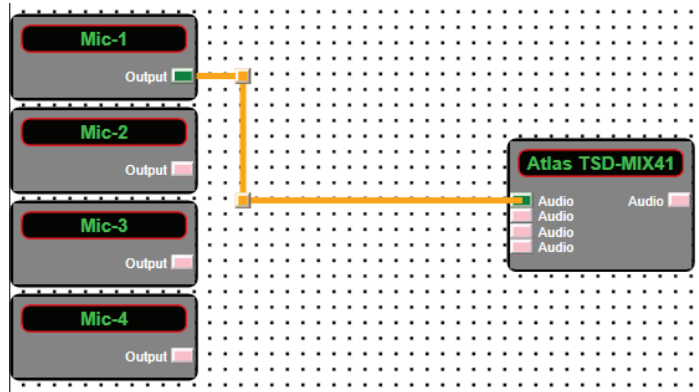 Mic-1
Output
Mic-2
Output
Mic-3
Output
Mic-4
Output
Atlas TSD-MIX41
Audio Audio
Audio
Audio
Audio